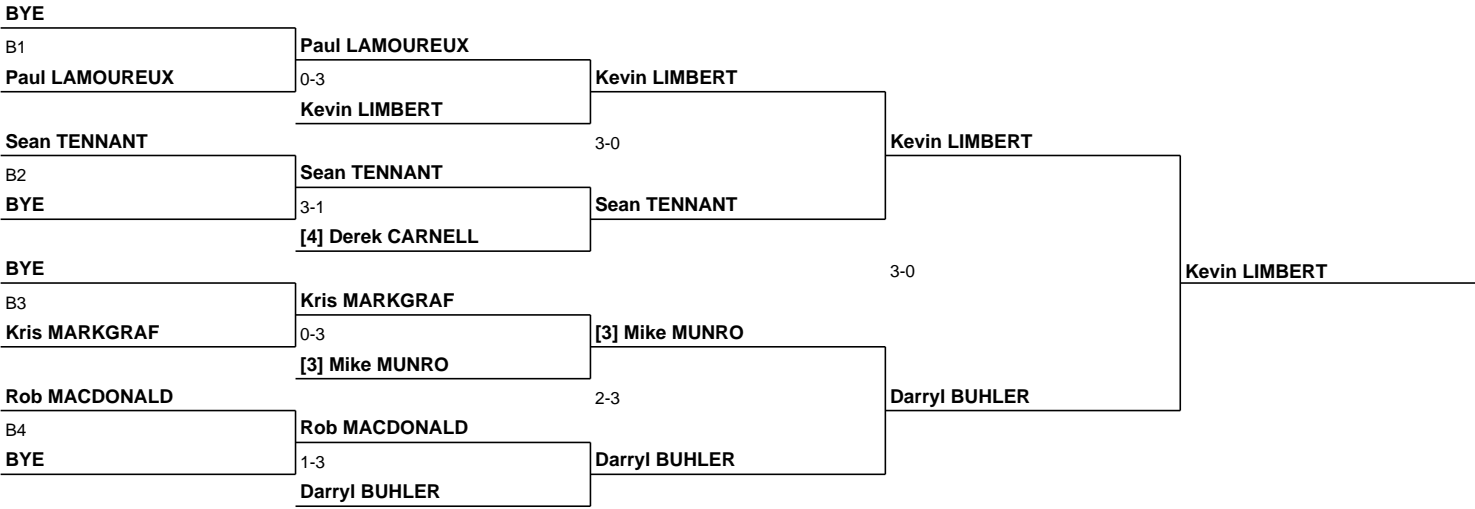 BYE
B1
Paul LAMOUREUX
Paul LAMOUREUX
0-3
Kevin LIMBERT
Kevin LIMBERT
Sean TENNANT
3-0
Kevin LIMBERT
B2
Sean TENNANT
BYE
3-1
Sean TENNANT
[4] Derek CARNELL
BYE
3-0
Kevin LIMBERT
B3
Kris MARKGRAF
Kris MARKGRAF
0-3
[3] Mike MUNRO
[3] Mike MUNRO
Rob MACDONALD
2-3
Darryl BUHLER
B4
Rob MACDONALD
BYE
1-3
Darryl BUHLER
Darryl BUHLER